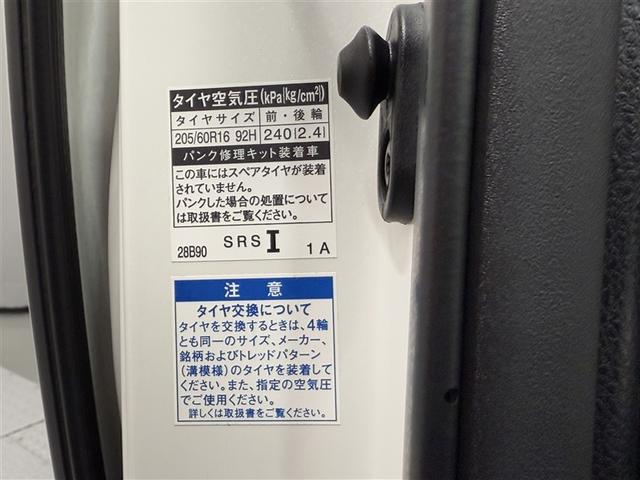 タイヤ空気圧(kPa{kg/cm²})
タイヤサイズ 前・後輪
205/60R16 92H 240{2.4}
パンク修理キット装着車
この車にはスペアタイヤが装着
されていません。
パンクした場合の処置について
は取扱書をご覧ください。
28B90 SRS I 1A
注 意
タイヤ交換について
タイヤを交換するときは、4輪
とも同一のサイズ、メーカー、
銘柄およびトレッドパターン
(溝模様)のタイヤを装着して
ください。また、指定の空気圧
でご使用ください。
詳しくは取扱書をご覧ください。